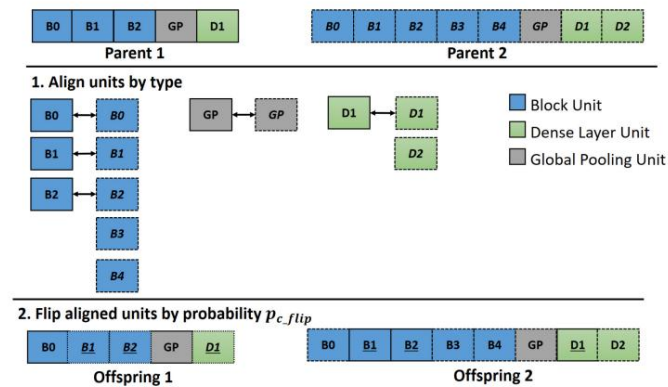 B0 B1 B2 GP D1 B0 B1 B2 B3 B4 GP D1 D2
Parent 1 Parent 2
1. Align units by type
B0 B0 GP GP D1 D1 Block Unit
B1 B1 D2 Dense Layer Unit
B2 B2 Global Pooling Unit
B3
B4
2. Flip aligned units by probability p_{c_flip}
B0 B1 B2 GP D1 B0 B1 B2 B3 B4 GP D1 D2
Offspring 1 Offspring 2